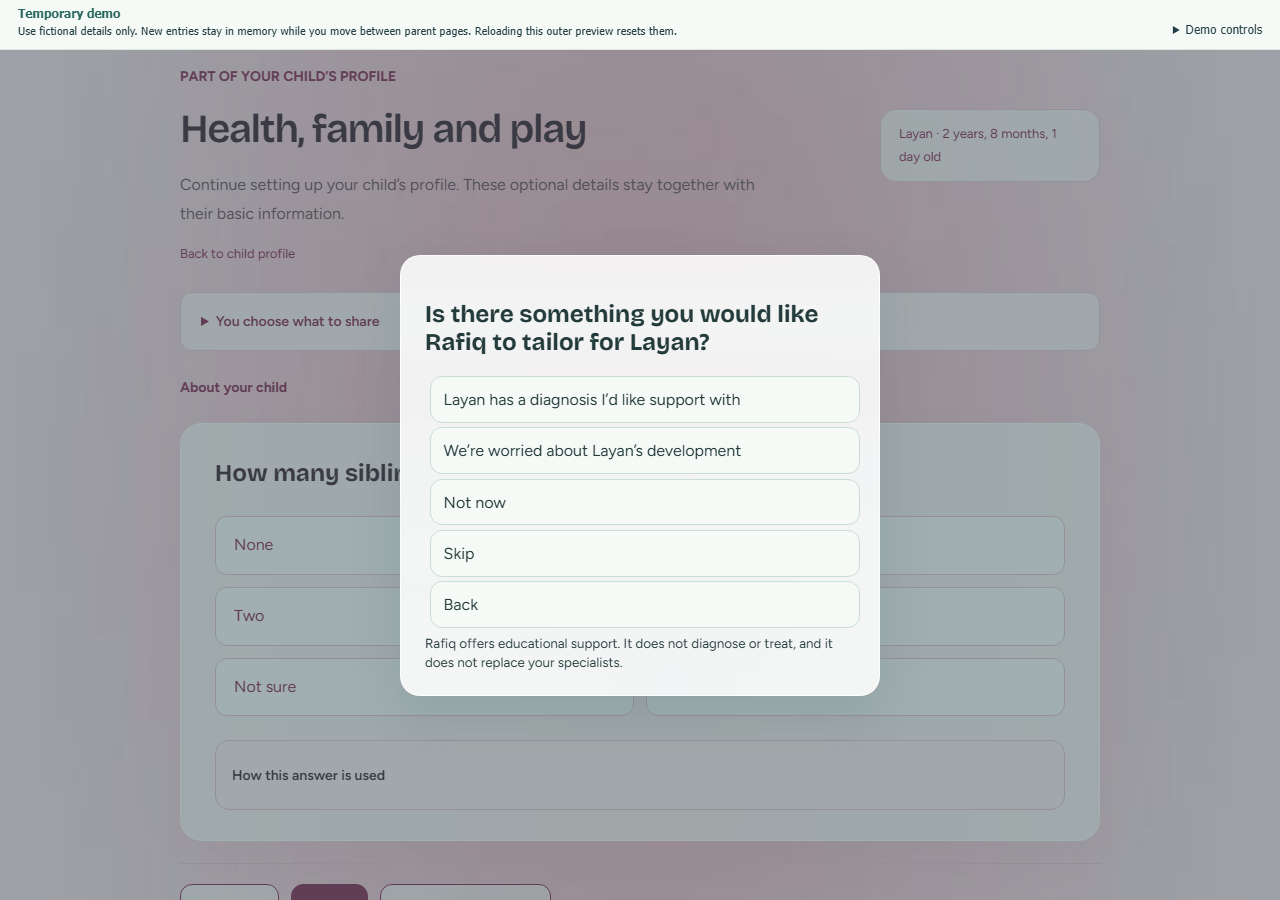 Temporary demo
Use fictional details only. New entries stay in memory while you move between parent pages. Reloading this outer preview resets them.
Demo controls
PART OF YOUR CHILD’S PROFILE
Health, family and play
Layan · 2 years, 8 months, 1
day old
Continue setting up your child’s profile. These optional details stay together with
their basic information.
Back to child profile
You choose what to share
About your child
How many siblin
None
Two
Not sure
How this answer is used
Is there something you would like
Rafiq to tailor for Layan?
Layan has a diagnosis I’d like support with
We’re worried about Layan’s development
Not now
Skip
Back
Rafiq offers educational support. It does not diagnose or treat, and it
does not replace your specialists.